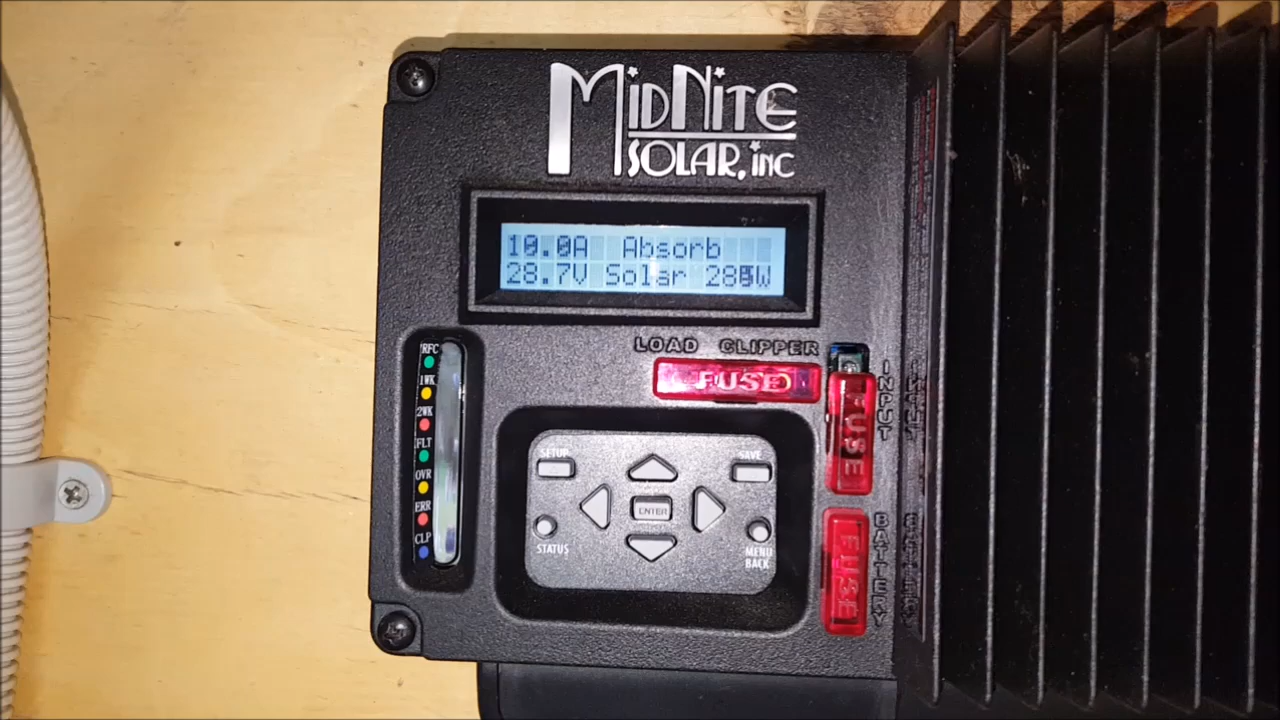 MIDNITE
SOLAR, INC
10.0A Absorb
28.7V Solar
LOAD CLIPPER
FUSE
INPUT
FUSE
BATTERY
FUSE
RFC
1WK
2WK
FLT
OVR
ERR
CLP
SETUP
SAVE
ENTER
STATUS
MENU
BACK